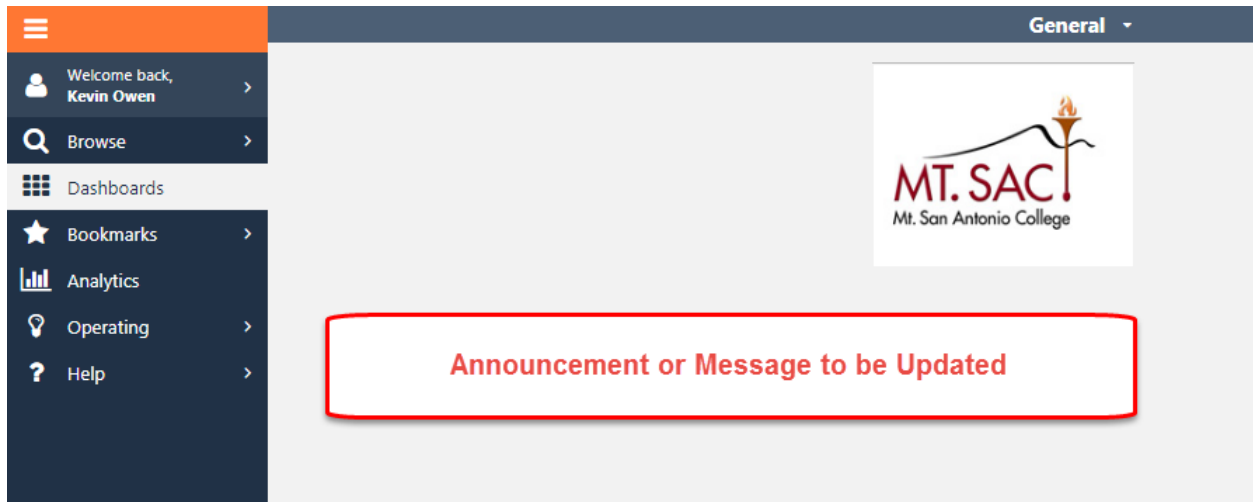 General
Welcome back,
Kevin Owen
Browse
Dashboards
Bookmarks
Analytics
Operating
Help
MT. SAC
Mt. San Antonio College
Announcement or Message to be Updated